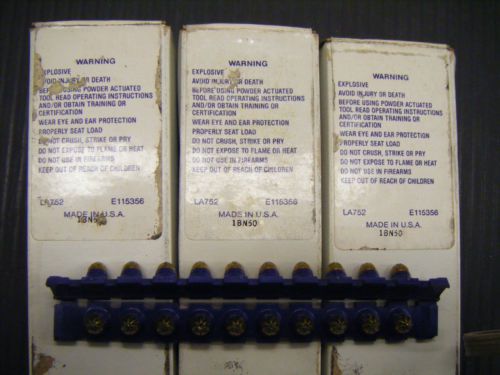 WARNING
EXPLOSIVE
AVOID INJURY OR DEATH
BEFORE USING POWDER ACTUATED
TOOL READ OPERATING INSTRUCTIONS
AND/OR OBTAIN TRAINING OR
CERTIFICATION
WEAR EYE AND EAR PROTECTION
PROPERLY SEAT LOAD
DO NOT CRUSH, STRIKE OR PRY
DO NOT EXPOSE TO FLAME OR HEAT
DO NOT USE IN FIREARMS
KEEP OUT OF REACH OF CHILDREN
LA752 E115356
MADE IN U.S.A.
1BN50
WARNING
EXPLOSIVE
AVOID INJURY OR DEATH
BEFORE USING POWDER ACTUATED
TOOL READ OPERATING INSTRUCTIONS
AND/OR OBTAIN TRAINING OR
CERTIFICATION
WEAR EYE AND EAR PROTECTION
PROPERLY SEAT LOAD
DO NOT CRUSH, STRIKE OR PRY
DO NOT EXPOSE TO FLAME OR HEAT
DO NOT USE IN FIREARMS
KEEP OUT OF REACH OF CHILDREN
LA752 E115356
MADE IN U.S.A.
1BN50
WARNING
EXPLOSIVE
AVOID INJURY OR DEATH
BEFORE USING POWDER ACTUATED
TOOL READ OPERATING INSTRUCTIONS
AND/OR OBTAIN TRAINING OR
CERTIFICATION
WEAR EYE AND EAR PROTECTION
PROPERLY SEAT LOAD
DO NOT CRUSH, STRIKE OR PRY
DO NOT EXPOSE TO FLAME OR HEAT
DO NOT USE IN FIREARMS
KEEP OUT OF REACH OF CHILDREN
LA752 E115356
MADE IN U.S.A.
1BN50